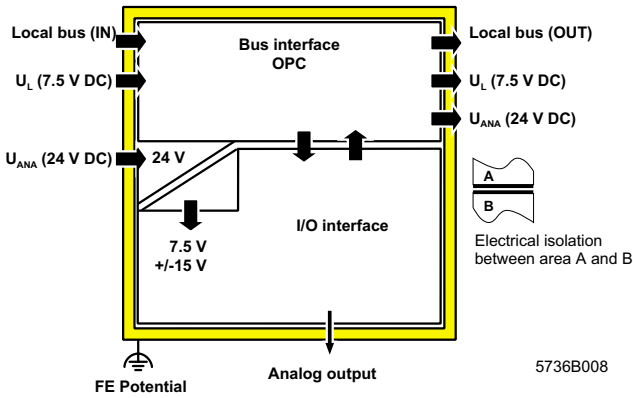 Local bus (IN)
Bus interface
OPC
Local bus (OUT)
UL (7.5 V DC)
UL (7.5 V DC)
UANA (24 V DC)
UANA (24 V DC)
24 V
A
B
I/O interface
7.5 V
+/-15 V
Electrical isolation
between area A and B
Analog output
5736B008
FE Potential